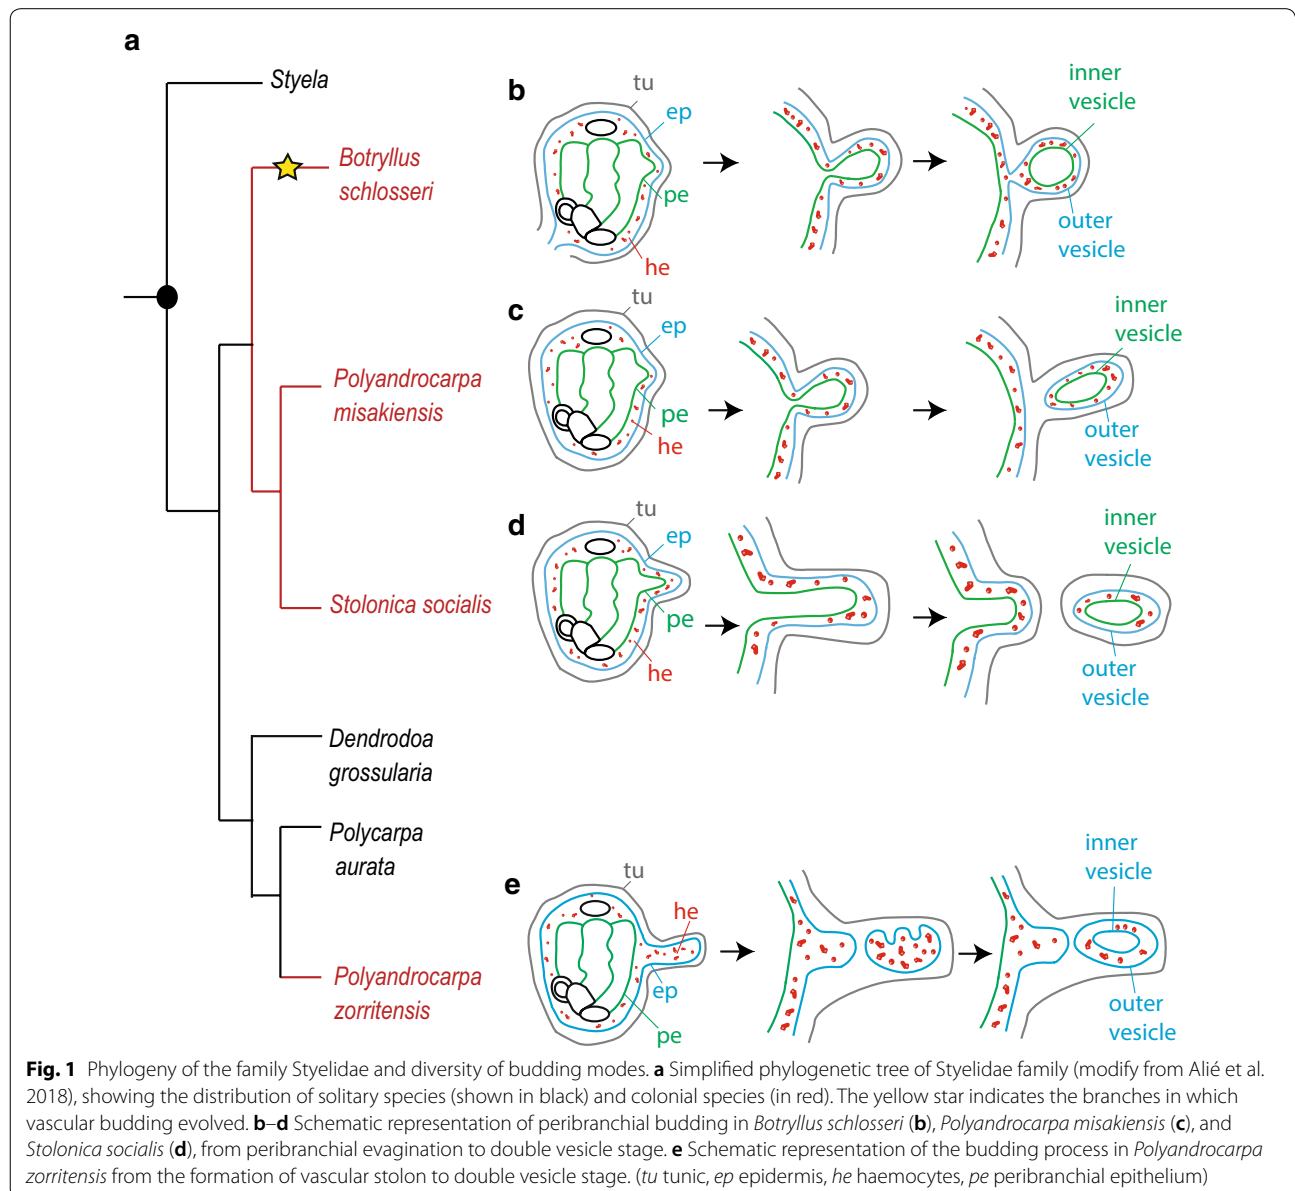 a
Styela
Botryllus
schlosseri
Polyandrocarpa
misakiensis
Stolonica socialis
Dendrodoa
grossularia
Polycarpa
aurata
Polyandrocarpa
zorritensis
b
tu
ep
pe
he
inner
vesicle
outer
vesicle
c
tu
ep
pe
he
inner
vesicle
outer
vesicle
d
tu
ep
pe
he
inner
vesicle
outer
vesicle
e
tu
he
ep
pe
inner
vesicle
outer
vesicle
Fig. 1 Phylogeny of the family Styelidae and diversity of budding modes. a Simplified phylogenetic tree of Styelidae family (modify from Alié et al.
2018), showing the distribution of solitary species (shown in black) and colonial species (in red). The yellow star indicates the branches in which
vascular budding evolved. b–d Schematic representation of peribranchial budding in Botryllus schlosseri (b), Polyandrocarpa misakiensis (c), and
Stolonica socialis (d), from peribranchial evagination to double vesicle stage. e Schematic representation of the budding process in Polyandrocarpa
zorritensis from the formation of vascular stolon to double vesicle stage. (tu tunic, ep epidermis, he haemocytes, pe peribranchial epithelium)